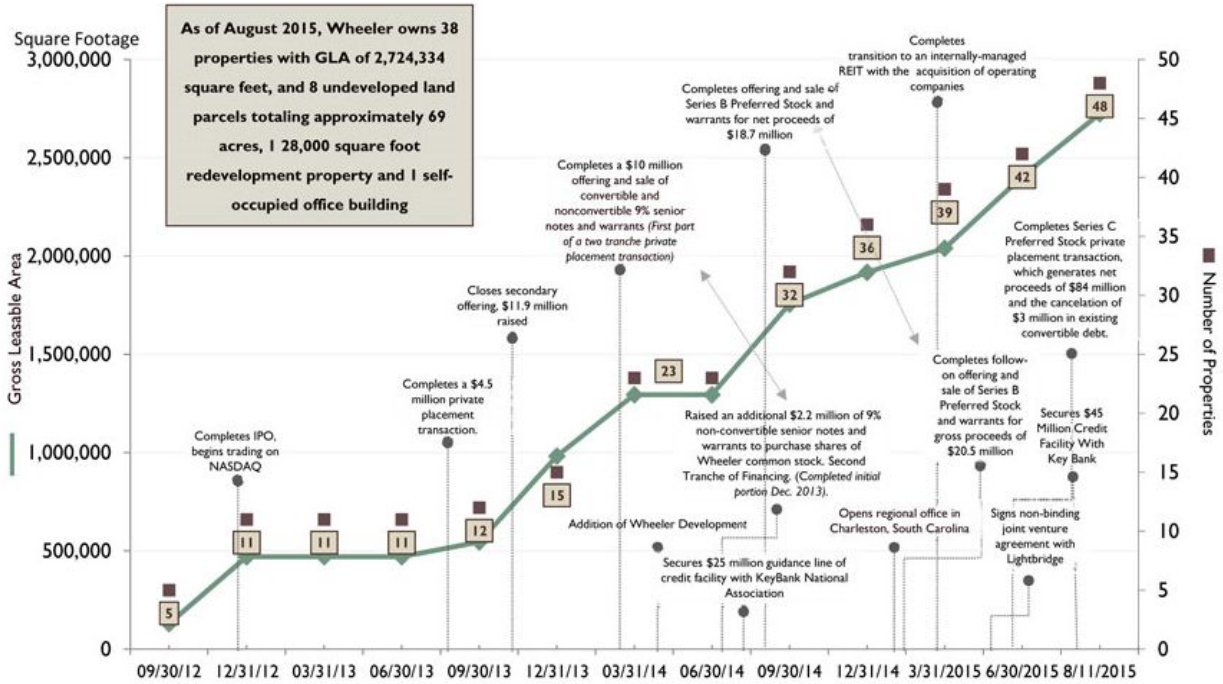 Square Footage
3,000,000
2,500,000
2,000,000
1,500,000
1,000,000
500,000
0
Gross Leasable Area
As of August 2015, Wheeler owns 38
properties with GLA of 2,724,334
square feet, and 8 undeveloped land
parcels totaling approximately 69
acres, 1 28,000 square foot
redevelopment property and 1 self-
occupied office building
Completes IPO,
begins trading on
NASDAQ
Completes a $4.5
million private
placement
transaction.
Closes secondary
offering, $11.9 million
raised
Completes a $10 million
offering and sale of
convertible and
nonconvertible 9% senior
notes and warrants (First part
of a two tranche private
placement transaction)
Completes offering and sale of
Series B Preferred Stock and
warrants for net proceeds of
$18.7 million
Completes
transition to an internally-managed
REIT with the acquisition of operating
companies
Completes Series C
Preferred Stock private
placement transaction,
which generates net
proceeds of $84 million
and the cancelation of
$3 million in existing
convertible debt.
Raised an additional $2.2 million of 9%
non-convertible senior notes and
warrants to purchase shares of
Wheeler common stock. Second
Tranche of Financing. (Completed initial
portion Dec. 2013).
Completes follow-
on offering and
sale of Series B
Preferred Stock
and warrants for
gross proceeds of
$20.5 million
Secures $45
Million Credit
Facility With
Key Bank
Addition of Wheeler Development
Secures $25 million guidance line of
credit facility with KeyBank National
Association
Opens regional office in
Charleston, South Carolina
Signs non-binding
joint venture
agreement with
Lightbridge
5
11
11
11
12
15
23
32
36
39
42
48
50
45
40
35
30
25
20
15
10
5
0
Number of Properties
09/30/12
12/31/12
03/31/13
06/30/13
09/30/13
12/31/13
03/31/14
06/30/14
09/30/14
12/31/14
3/31/2015
6/30/2015
8/11/2015